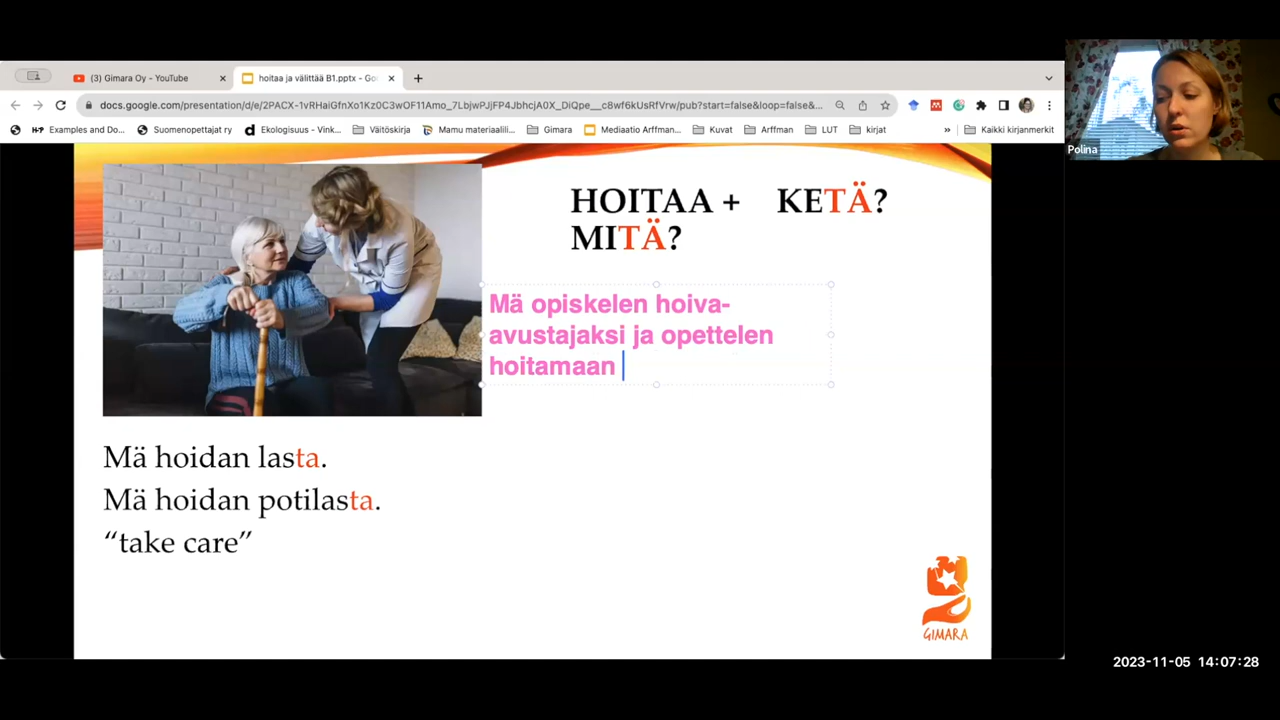 (3) Gimara Oy - YouTube
hoitaa ja välittää B1.pptx - Go
docs.google.com/presentation/d/e/2PACX-1vRHaiGfnXo1Kz0C3wOF11Amo_7LbjwPJjFP4JbhcjA0X_DiQpe__c8wf6kUsRfVrw/pub?start=false&loop=false&...
Examples and Do...
Suomenopettajat ry
Ekologisuus - Vink...
Väitöskirja
Mamu materiaalili...
Gimara
Mediaatio Arffman...
Kuvat
Arffman
LUT
kirjat
»
Kaikki kirjanmerkit
Polina
HOITAA + KETÄ?
MITÄ?
Mä opiskelen hoiva-
avustajaksi ja opettelen
hoitamaan
Mä hoidan lasta.
Mä hoidan potilasta.
“take care”
GIMARA
2023-11-05 14:07:28